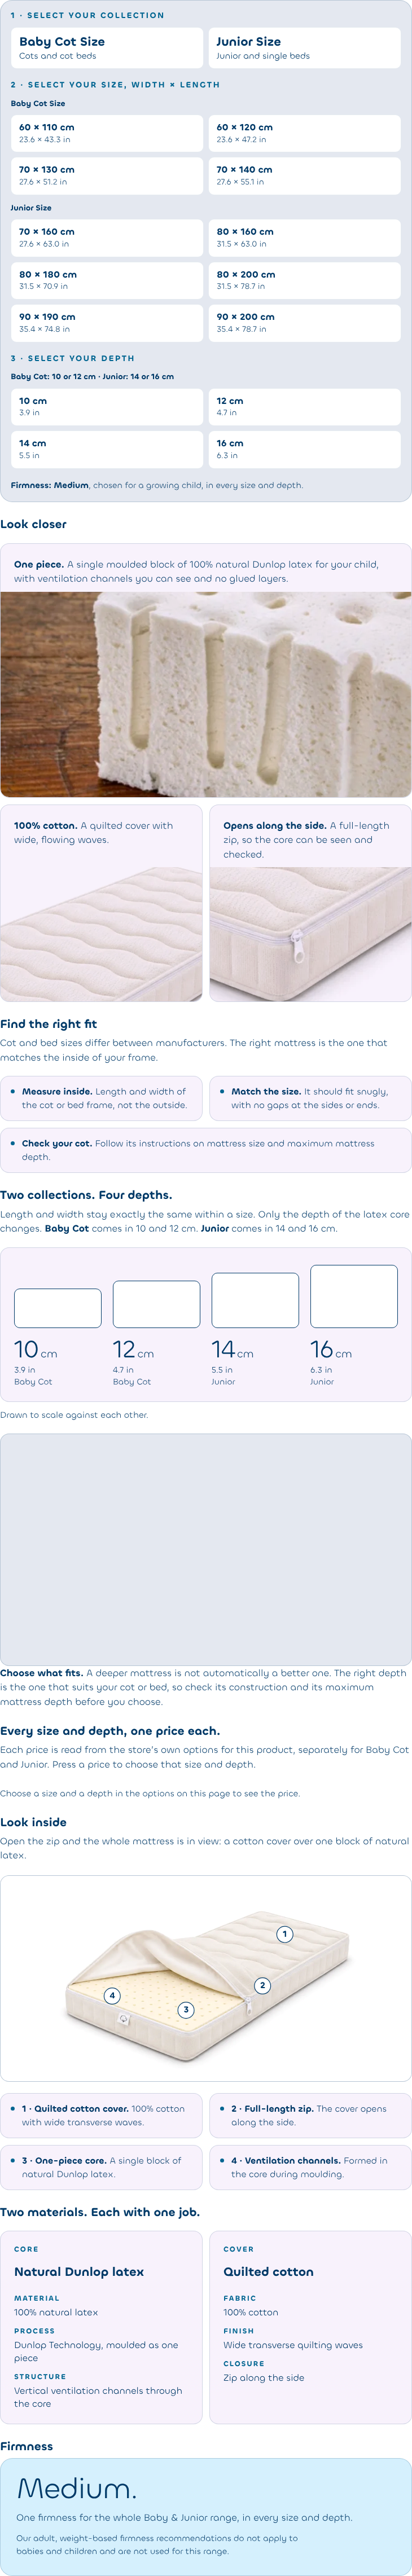 1 · SELECT YOUR COLLECTION
Baby Cot Size
Cots and cot beds
Junior Size
Junior and single beds
2 · SELECT YOUR SIZE, WIDTH × LENGTH
Baby Cot Size
60 × 110 cm
23.6 × 43.3 in
60 × 120 cm
23.6 × 47.2 in
70 × 130 cm
27.6 × 51.2 in
70 × 140 cm
27.6 × 55.1 in
Junior Size
70 × 160 cm
27.6 × 63.0 in
80 × 160 cm
31.5 × 63.0 in
80 × 180 cm
31.5 × 70.9 in
80 × 200 cm
31.5 × 78.7 in
90 × 190 cm
35.4 × 74.8 in
90 × 200 cm
35.4 × 78.7 in
3 · SELECT YOUR DEPTH
Baby Cot: 10 or 12 cm · Junior: 14 or 16 cm
10 cm
3.9 in
12 cm
4.7 in
14 cm
5.5 in
16 cm
6.3 in
Firmness: Medium, chosen for a growing child, in every size and depth.
Look closer
One piece. A single moulded block of 100% natural Dunlop latex for your child,
with ventilation channels you can see and no glued layers.
100% cotton. A quilted cover with
wide, flowing waves.
Opens along the side. A full-length
zip, so the core can be seen and
checked.
Find the right fit
Cot and bed sizes differ between manufacturers. The right mattress is the one that
matches the inside of your frame.
Measure inside. Length and width of
the cot or bed frame, not the outside.
Match the size. It should fit snugly,
with no gaps at the sides or ends.
Check your cot. Follow its instructions on mattress size and maximum mattress
depth.
Two collections. Four depths.
Length and width stay exactly the same within a size. Only the depth of the latex core
changes. Baby Cot comes in 10 and 12 cm. Junior comes in 14 and 16 cm.
10 cm
3.9 in
Baby Cot
12 cm
4.7 in
Baby Cot
14 cm
5.5 in
Junior
16 cm
6.3 in
Junior
Drawn to scale against each other.
Choose what fits. A deeper mattress is not automatically a better one. The right depth
is the one that suits your cot or bed, so check its construction and its maximum
mattress depth before you choose.
Every size and depth, one price each.
Each price is read from the store's own options for this product, separately for Baby Cot
and Junior. Press a price to choose that size and depth.
Choose a size and a depth in the options on this page to see the price.
Look inside
Open the zip and the whole mattress is in view: a cotton cover over one block of natural
latex.
1
2
3
4
1 · Quilted cotton cover. 100% cotton
with wide transverse waves.
2 · Full-length zip. The cover opens
along the side.
3 · One-piece core. A single block of
natural Dunlop latex.
4 · Ventilation channels. Formed in
the core during moulding.
Two materials. Each with one job.
CORE
Natural Dunlop latex
MATERIAL
100% natural latex
PROCESS
Dunlop Technology, moulded as one
piece
STRUCTURE
Vertical ventilation channels through
the core
COVER
Quilted cotton
FABRIC
100% cotton
FINISH
Wide transverse quilting waves
CLOSURE
Zip along the side
Firmness
Medium.
One firmness for the whole Baby & Junior range, in every size and depth.
Our adult, weight-based firmness recommendations do not apply to
babies and children and are not used for this range.